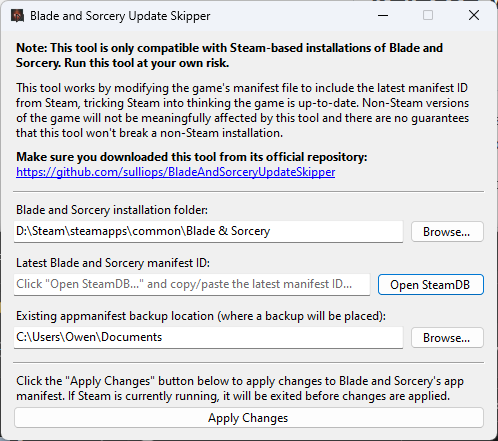 Blade and Sorcery Update Skipper
Note: This tool is only compatible with Steam-based installations of Blade and
Sorcery. Run this tool at your own risk.
This tool works by modifying the game's manifest file to include the latest manifest ID
from Steam, tricking Steam into thinking the game is up-to-date. Non-Steam versions
of the game will not be meaningfully affected by this tool and there are no guarantees
that this tool won't break a non-Steam installation.
Make sure you downloaded this tool from its official repository:
https://github.com/sulliops/BladeAndSorceryUpdateSkipper
Blade and Sorcery installation folder:
D:\Steam\steamapps\common\Blade & Sorcery
Browse...
Latest Blade and Sorcery manifest ID:
Click "Open SteamDB..." and copy/paste the latest manifest ID...
Open SteamDB
Existing appmanifest backup location (where a backup will be placed):
C:\Users\Owen\Documents
Browse...
Click the "Apply Changes" button below to apply changes to Blade and Sorcery's app
manifest. If Steam is currently running, it will be exited before changes are applied.
Apply Changes